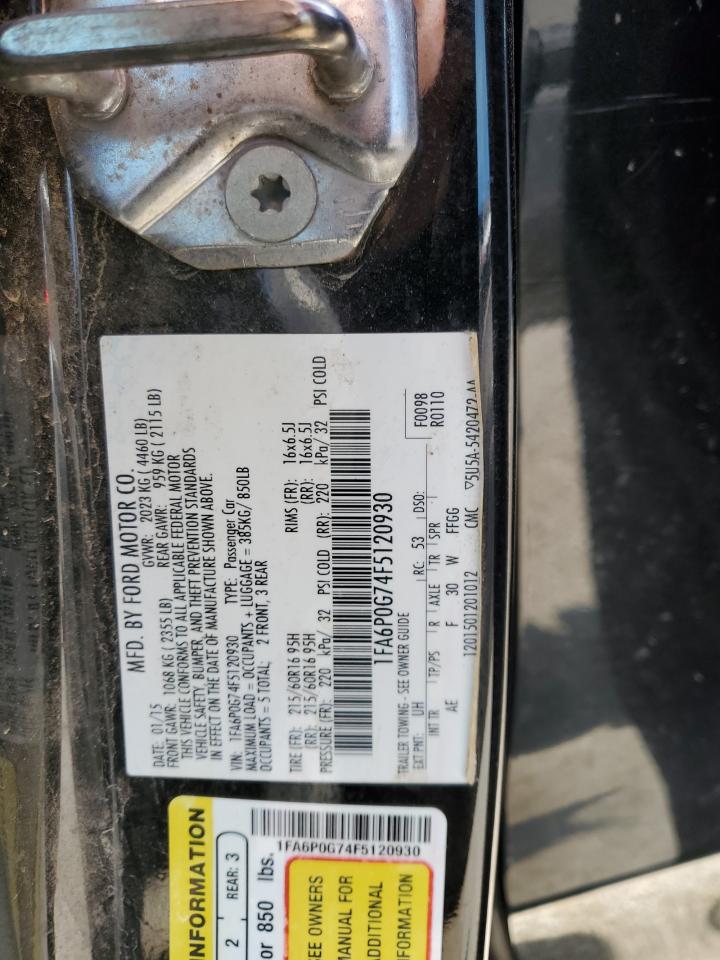 MFD. BY FORD MOTOR CO.
DATE: 01/15 GVWR: 2023 KG ( 4460 LB)
FRONT GAWR: 1068 KG ( 2355 LB) REAR GAWR: 959 KG ( 2115 LB)
THIS VEHICLE CONFORMS TO ALL APPLICABLE FEDERAL MOTOR
VEHICLE SAFETY, BUMPER, AND THEFT PREVENTION STANDARDS
IN EFFECT ON THE DATE OF MANUFACTURE SHOWN ABOVE.
VIN: 1FA6P0G74F5120930 TYPE: Passenger Car
MAXIMUM LOAD = OCCUPANTS + LUGGAGE = 385KG/ 850LB
OCCUPANTS = 5 TOTAL: 2 FRONT, 3 REAR
TIRE (FR): 215/60R16 95H RIMS (FR): 16x6.5J
(RR): 215/60R16 95H (RR): 16x6.5J
PRESSURE (FR): 220 kPa/ 32 PSI COLD (RR): 220 kPa/ 32 PSI COLD
1FA6P0G74F5120930
TRAILER TOWING - SEE OWNER GUIDE F0098
EXT PNT: UH RC: 53 DSO: R0110
INT TR TP/PS R AXLE TR SPR
AE F 30 W FFGG
1201501201012 CMC ▽5U5A-5420472-AA
INFORMATION
2 REAR: 3
or 850 lbs.
1FA6P0G74F5120930
SEE OWNERS
MANUAL FOR
ADDITIONAL
INFORMATION